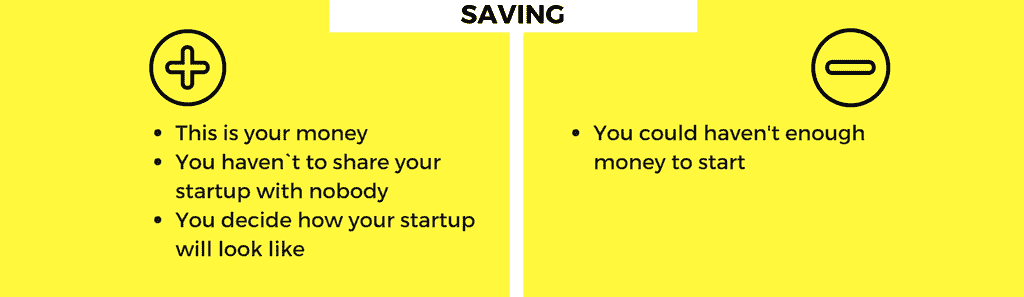 SAVING
• This is your money
• You haven`t to share your
startup with nobody
• You decide how your startup
will look like
• You could haven't enough
money to start